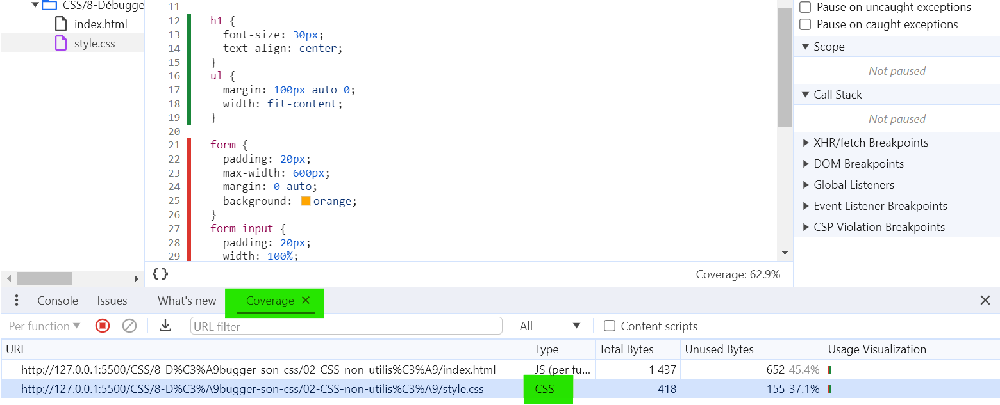 CSS/8-Débugge
index.html
style.css
11
12 h1 {
13 font-size: 30px;
14 text-align: center;
15 }
16 ul {
17 margin: 100px auto 0;
18 width: fit-content;
19 }
20
21 form {
22 padding: 20px;
23 max-width: 600px;
24 margin: 0 auto;
25 background: orange;
26 }
27 form input {
28 padding: 20px;
29 width: 100%;
{} Coverage: 62.9%
Pause on uncaught exceptions
Pause on caught exceptions
Scope
Not paused
Call Stack
Not paused
XHR/fetch Breakpoints
DOM Breakpoints
Global Listeners
Event Listener Breakpoints
CSP Violation Breakpoints
Console Issues What's new Coverage
Per function URL filter All Content scripts
URL Type Total Bytes Unused Bytes Usage Visualization
http://127.0.0.1:5500/CSS/8-D%C3%A9bugger-son-css/02-CSS-non-utilis%C3%A9/index.html JS (per fu... 1 437 652 45.4%
http://127.0.0.1:5500/CSS/8-D%C3%A9bugger-son-css/02-CSS-non-utilis%C3%A9/style.css CSS 418 155 37.1%